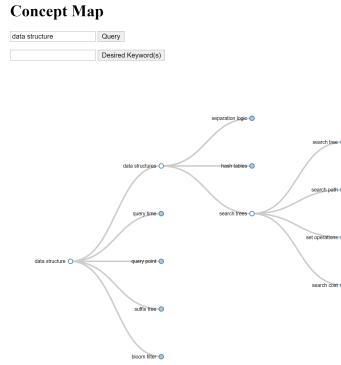 Concept Map
data structure Query
Desired Keyword(s)
separation logic
search tree
data structures
hash tables
search path
query time
search trees
set operations
data structure
query point
search cost
suffix tree
bloom filter